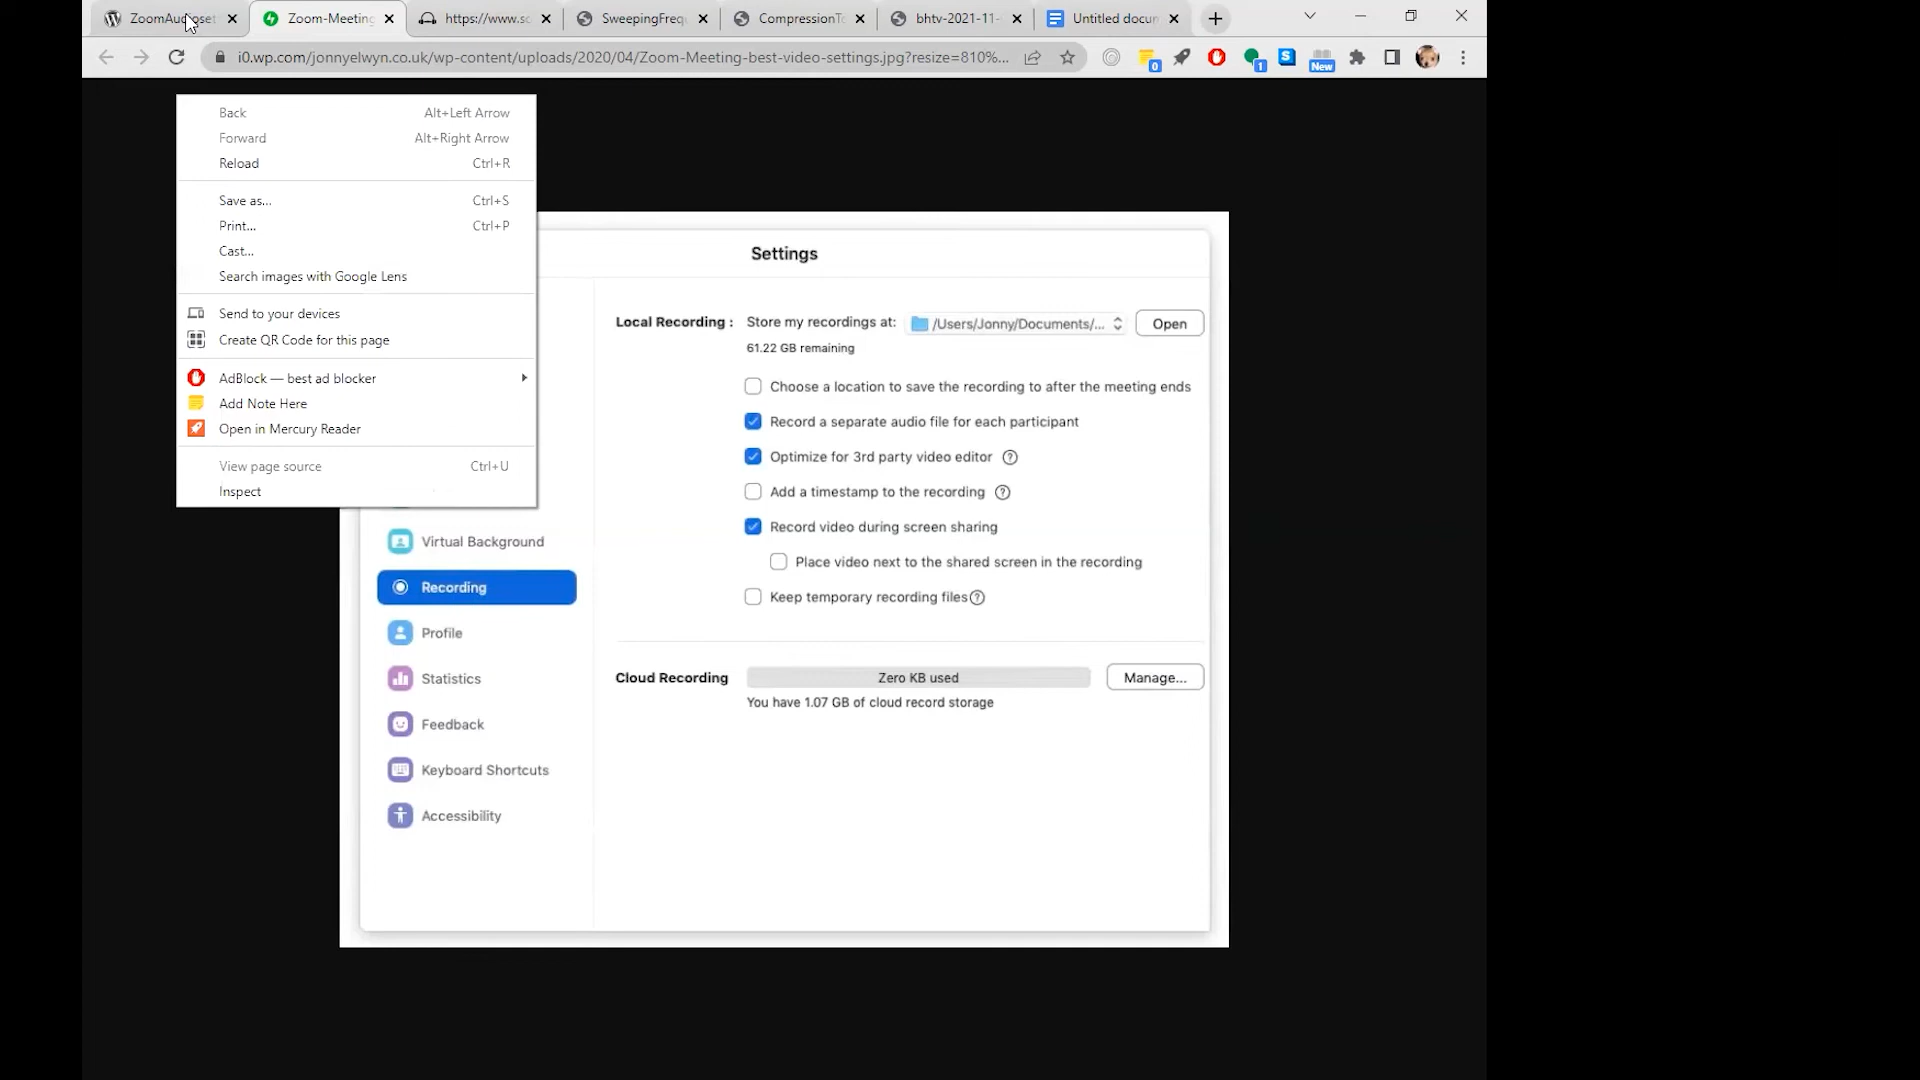 ZoomAudioset
Zoom-Meeting
https://www.sc
SweepingFreq
CompressionTo
bhtv-2021-11-
Untitled docum
i0.wp.com/jonnyelwyn.co.uk/wp-content/uploads/2020/04/Zoom-Meeting-best-video-settings.jpg?resize=810%...
0
1
S
New
Back Alt+Left Arrow
Forward Alt+Right Arrow
Reload Ctrl+R
Save as... Ctrl+S
Print... Ctrl+P
Cast...
Search images with Google Lens
Send to your devices
Create QR Code for this page
AdBlock — best ad blocker
Add Note Here
Open in Mercury Reader
View page source Ctrl+U
Inspect
Settings
Local Recording : Store my recordings at: /Users/Jonny/Documents/... Open
61.22 GB remaining
Choose a location to save the recording to after the meeting ends
Record a separate audio file for each participant
Optimize for 3rd party video editor ?
Add a timestamp to the recording ?
Record video during screen sharing
Place video next to the shared screen in the recording
Keep temporary recording files ?
Virtual Background
Recording
Profile
Statistics
Feedback
Keyboard Shortcuts
Accessibility
Cloud Recording Zero KB used Manage...
You have 1.07 GB of cloud record storage